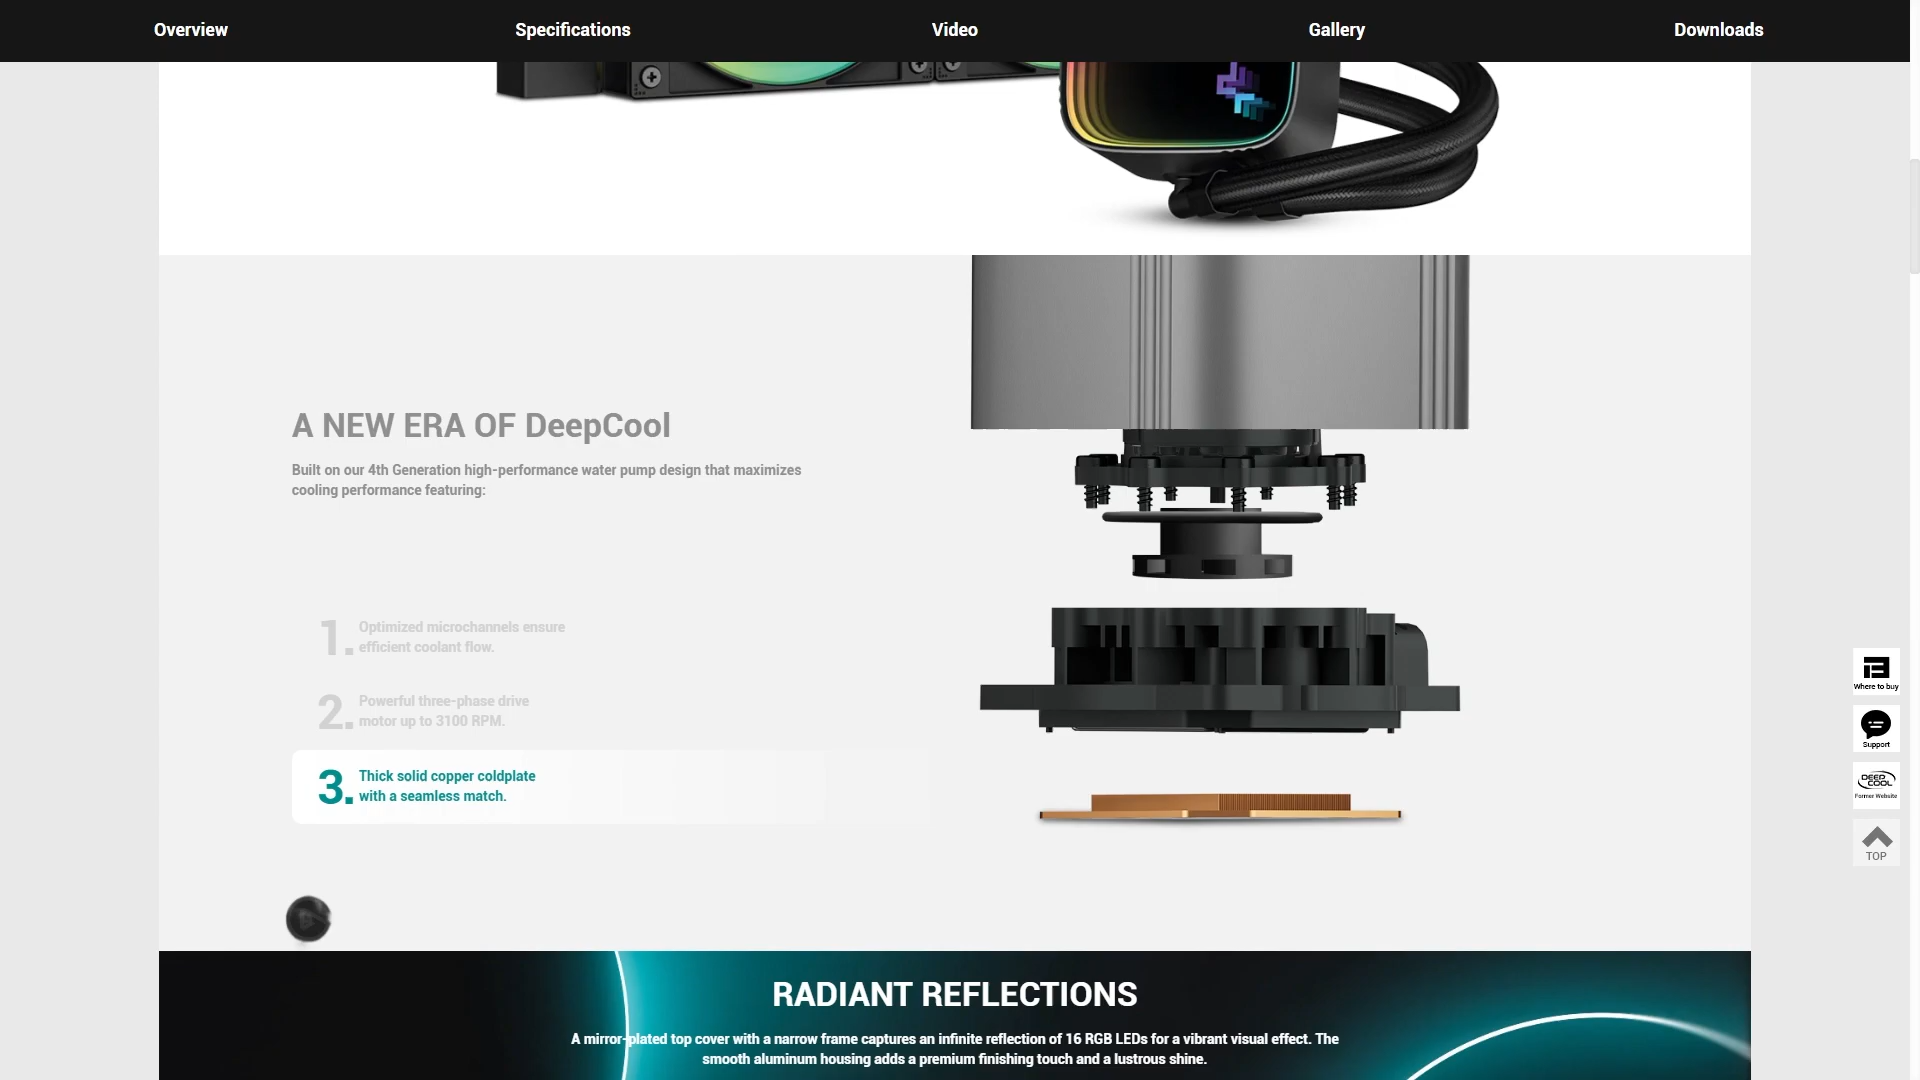 Overview
Specifications
Video
Gallery
Downloads
A NEW ERA OF DeepCool
Built on our 4th Generation high-performance water pump design that maximizes
cooling performance featuring:
1.
Optimized microchannels ensure
efficient coolant flow.
2.
Powerful three-phase drive
motor up to 3100 RPM.
3.
Thick solid copper coldplate
with a seamless match.
Where to buy
Support
DEEP
COOL
Former Website
TOP
RADIANT REFLECTIONS
A mirror-plated top cover with a narrow frame captures an infinite reflection of 16 RGB LEDs for a vibrant visual effect. The
smooth aluminum housing adds a premium finishing touch and a lustrous shine.